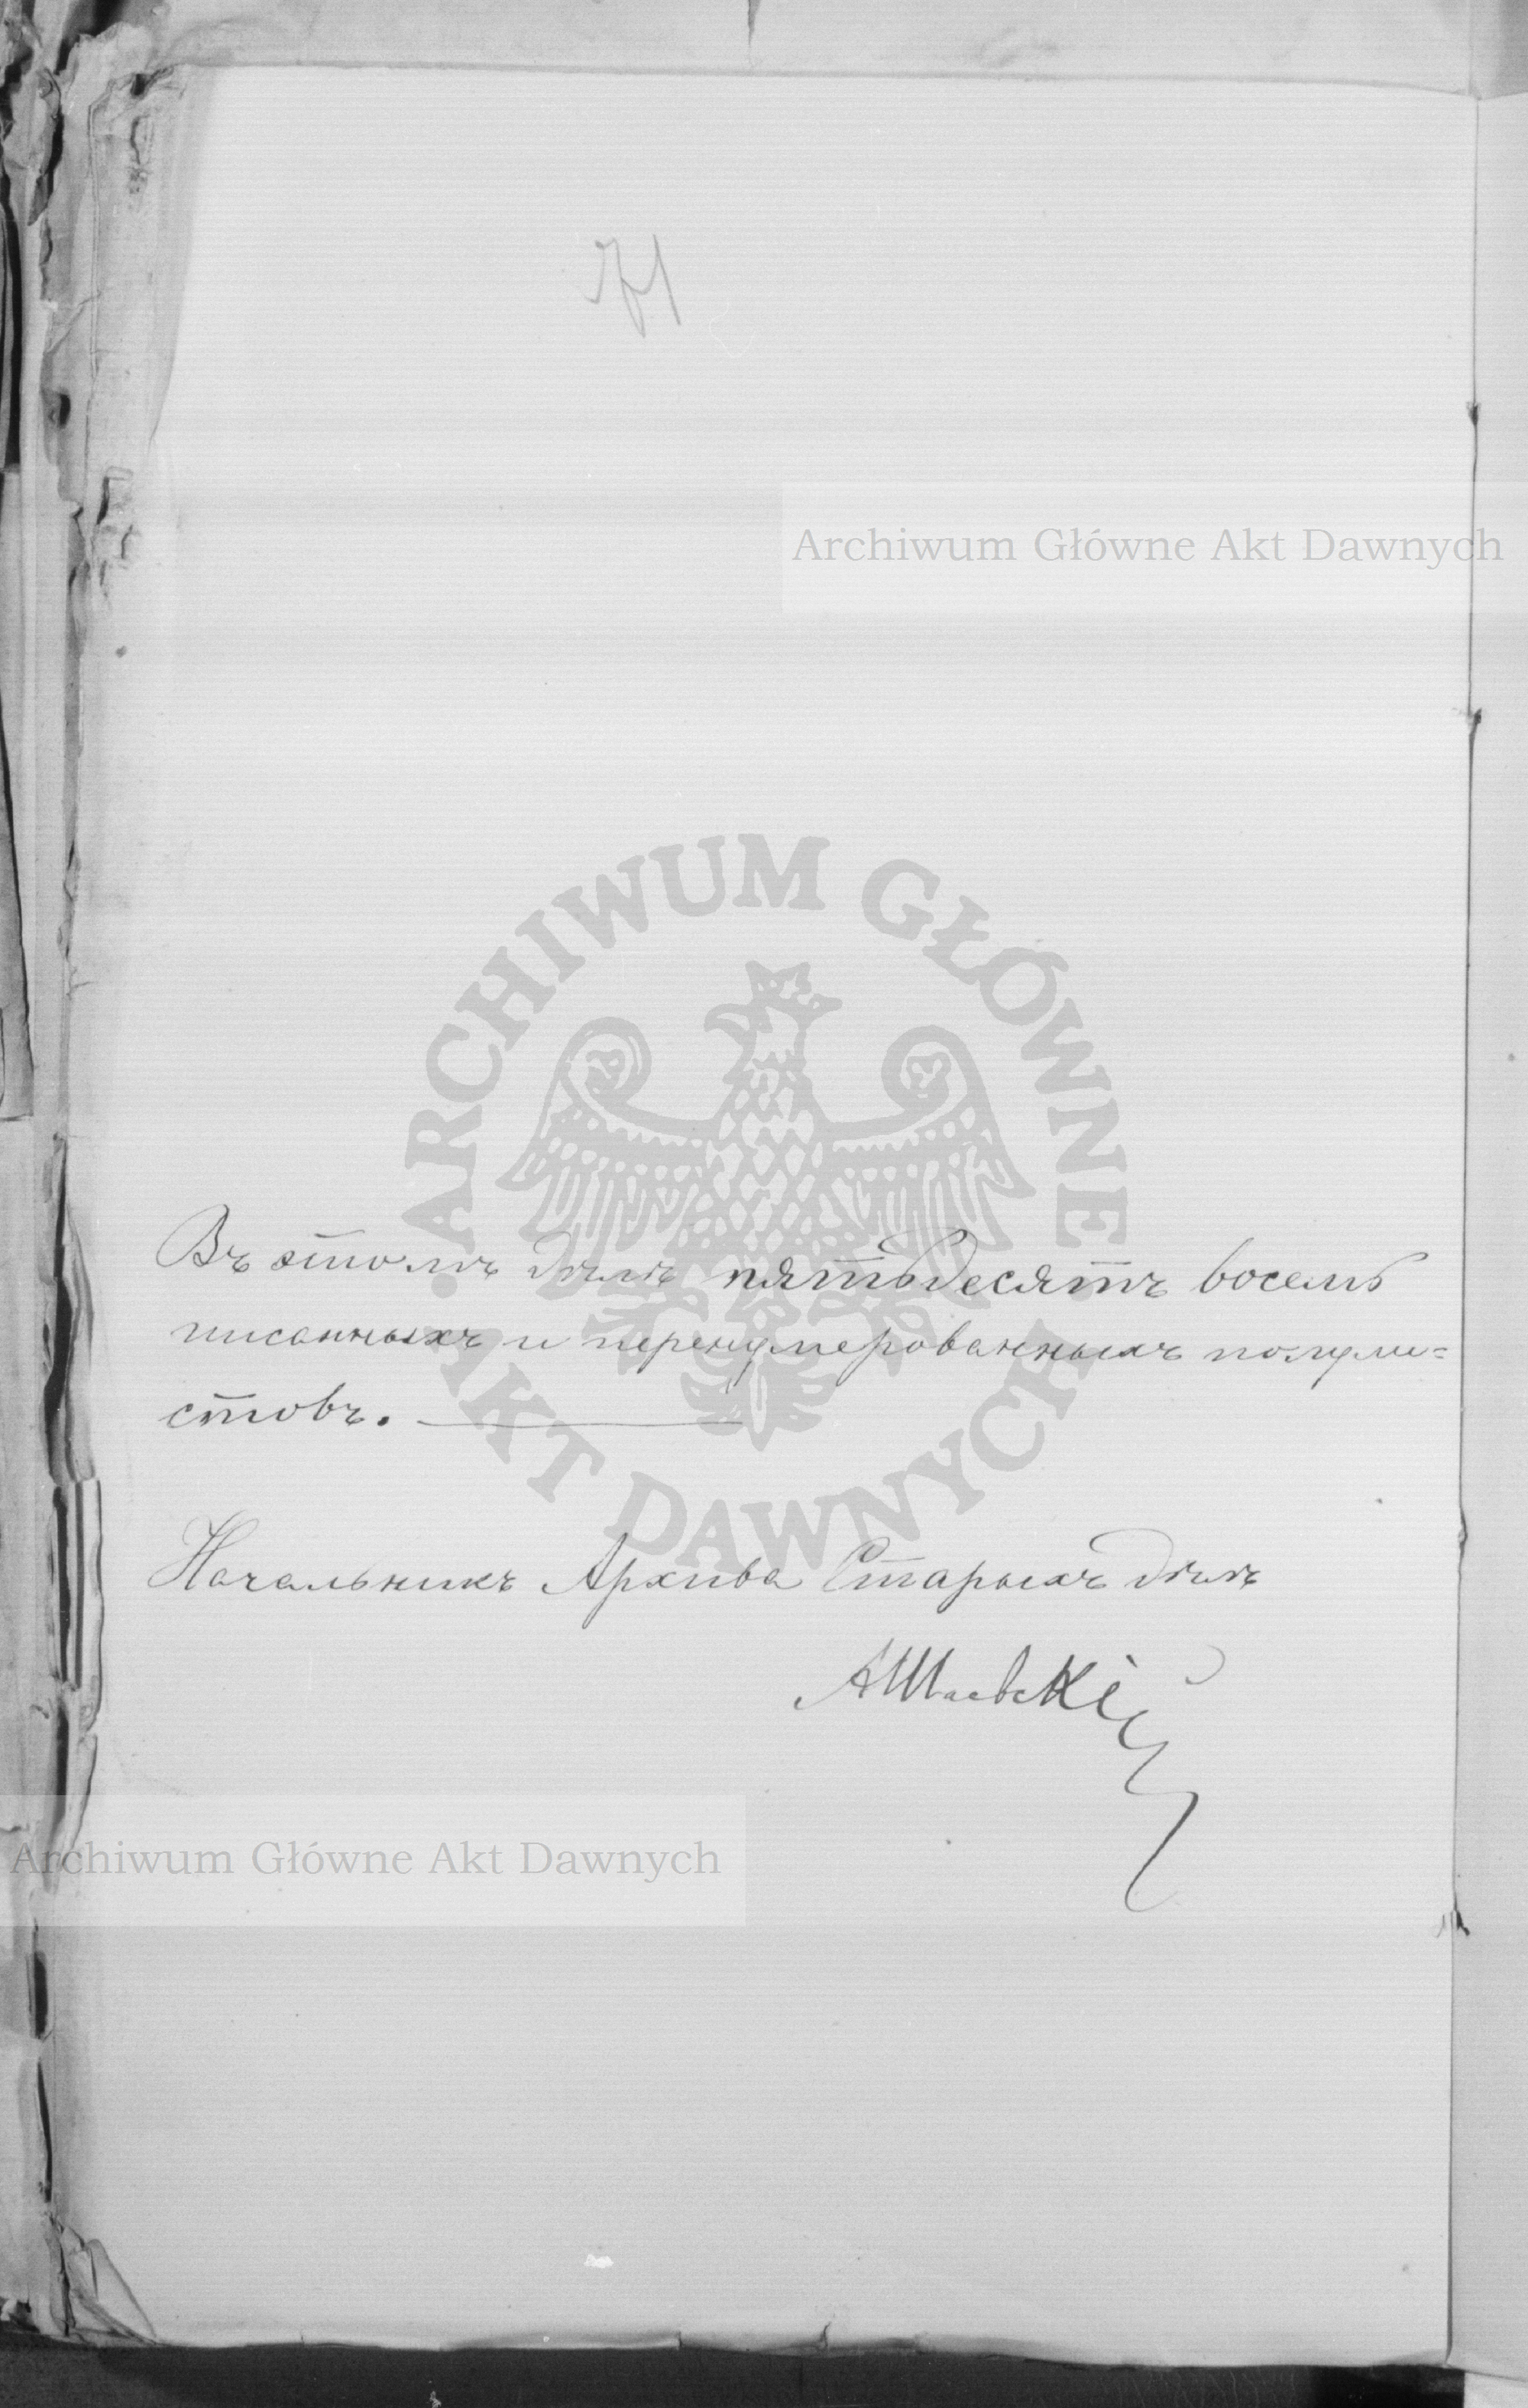 71
Archiwum Główne Akt Dawnych
ARCHIWUM GŁÓWNE AKT DAWNYCH
Въ этомъ дѣлѣ пятьдесятъ восемь
писанныхъ и перенумерованныхъ полули=
стовъ.
Начальникъ Архива Старыхъ Дѣлъ
Archiwum Główne Akt Dawnych